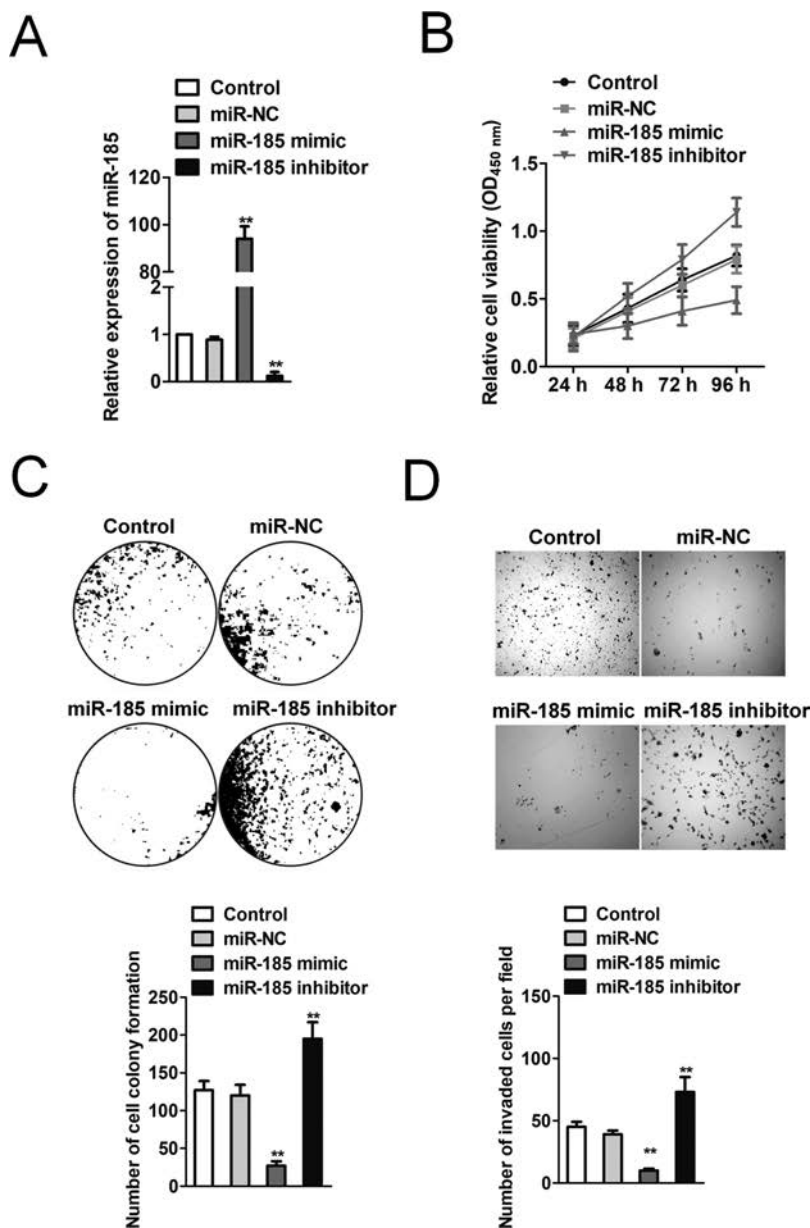 A
Control
miR-NC
miR-185 mimic
miR-185 inhibitor
Relative expression of miR-185
120
100
80
2
1
0
**
**
B
Control
miR-NC
miR-185 mimic
miR-185 inhibitor
Relative cell viability (OD450 nm)
1.5
1.0
0.5
0.0
24 h 48 h 72 h 96 h
C
Control miR-NC
miR-185 mimic miR-185 inhibitor
Control
miR-NC
miR-185 mimic
miR-185 inhibitor
Number of cell colony formation
250
200
150
100
50
0
**
**
D
Control miR-NC
miR-185 mimic miR-185 inhibitor
Control
miR-NC
miR-185 mimic
miR-185 inhibitor
Number of invaded cells per field
150
100
50
0
**
**